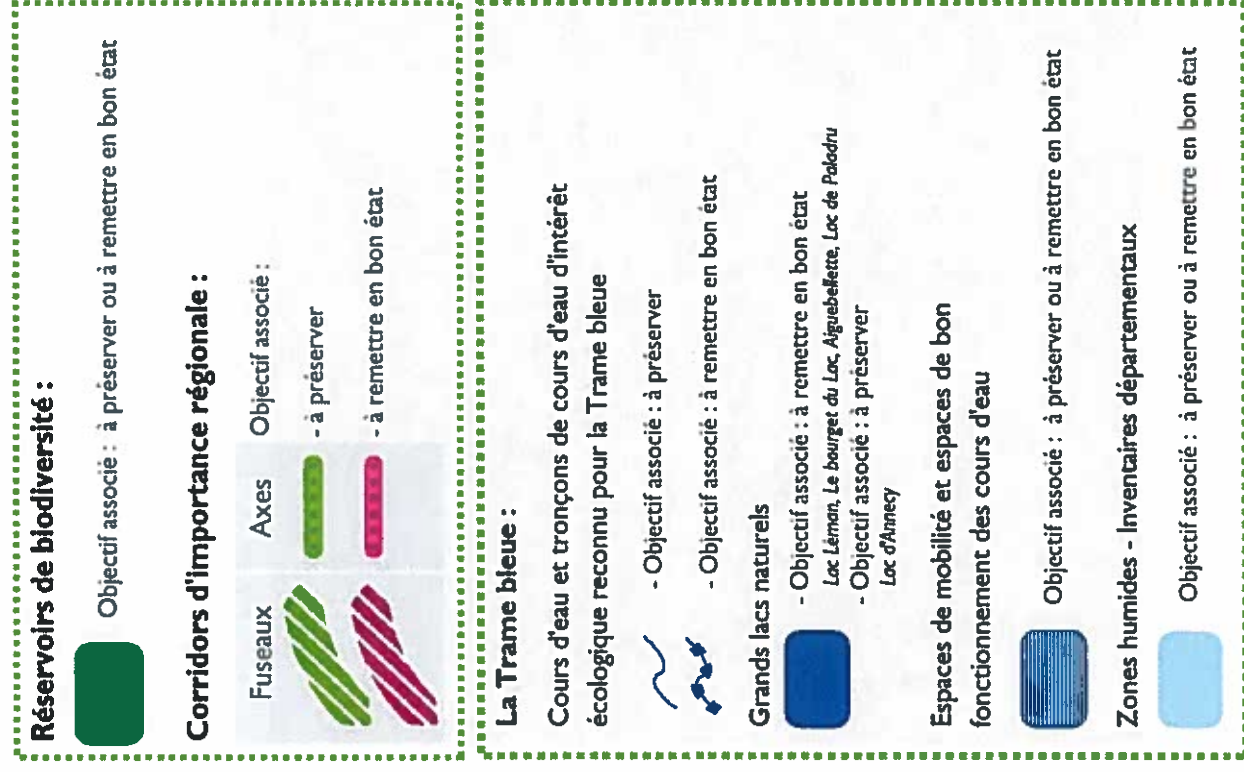 Réservoirs de biodiversité :
Objectif associé : à préserver ou à remettre en bon état
Corridors d'importance régionale :
Fuseaux
Axes
Objectif associé :
- à préserver
- à remettre en bon état
La Trame bleue :
Cours d'eau et tronçons de cours d'eau d'intérêt
écologique reconnu pour la Trame bleue
- Objectif associé : à préserver
- Objectif associé : à remettre en bon état
Grands lacs naturels
- Objectif associé : à remettre en bon état
Lac Léman, Le bourget du Lac, Aiguebellette, Lac de Paladru
- Objectif associé : à préserver
Lac d'Annecy
Espaces de mobilité et espaces de bon
fonctionnement des cours d'eau
Objectif associé : à préserver ou à remettre en bon état
Zones humides - Inventaires départementaux
Objectif associé : à préserver ou à remettre en bon état